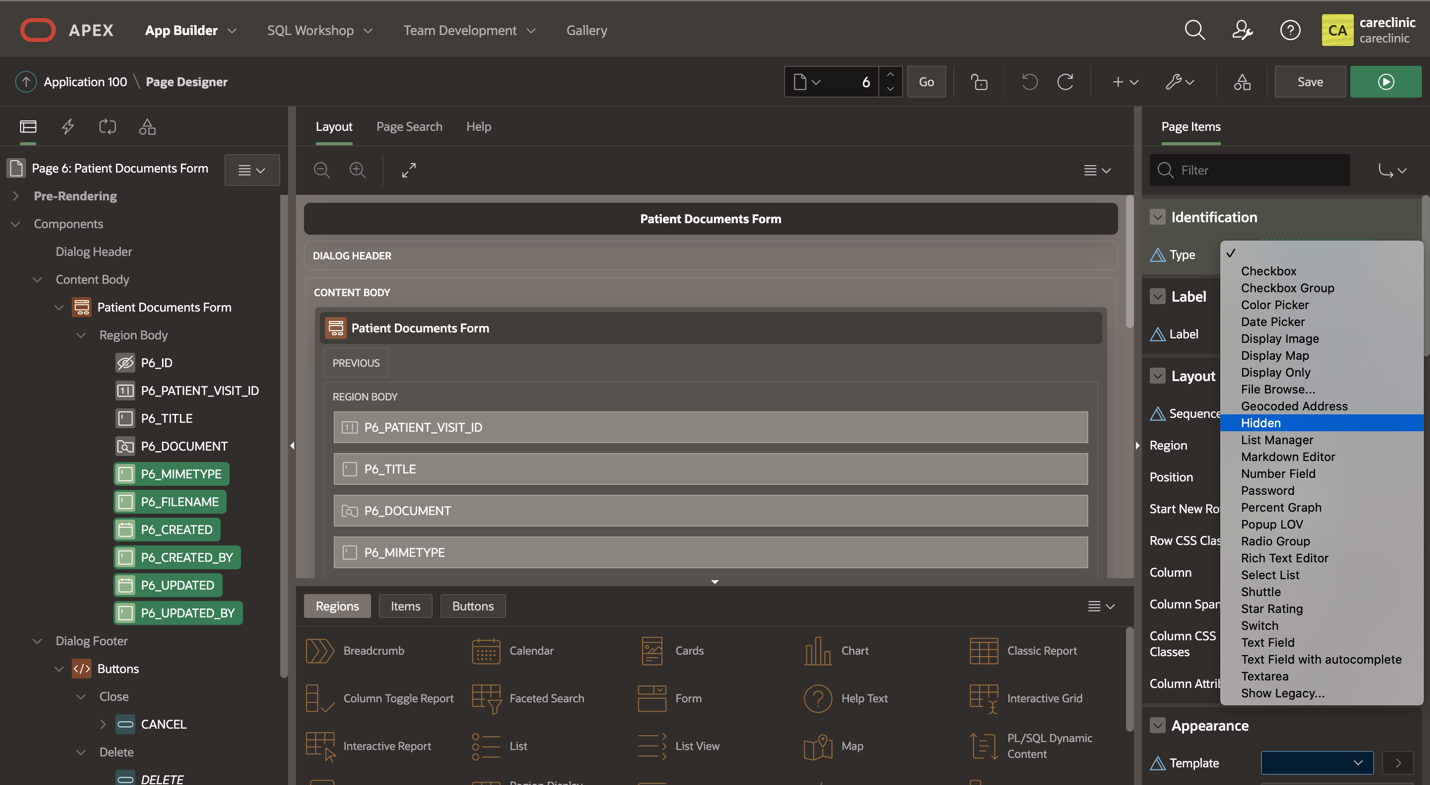 APEX
App Builder
SQL Workshop
Team Development
Gallery
CA
careclinic
careclinic
Application 100 \ Page Designer
6
Go
Save
Page 6: Patient Documents Form
Pre-Rendering
Components
Dialog Header
Content Body
Patient Documents Form
Region Body
P6_ID
P6_PATIENT_VISIT_ID
P6_TITLE
P6_DOCUMENT
P6_MIMETYPE
P6_FILENAME
P6_CREATED
P6_CREATED_BY
P6_UPDATED
P6_UPDATED_BY
Dialog Footer
Buttons
Close
CANCEL
Delete
DELETE
Layout
Page Search
Help
Patient Documents Form
DIALOG HEADER
CONTENT BODY
Patient Documents Form
PREVIOUS
REGION BODY
P6_PATIENT_VISIT_ID
P6_TITLE
P6_DOCUMENT
P6_MIMETYPE
Regions
Items
Buttons
Breadcrumb
Calendar
Cards
Chart
Classic Report
Column Toggle Report
Faceted Search
Form
Help Text
Interactive Grid
Interactive Report
List
List View
Map
PL/SQL Dynamic
Content
Region Display
Page Items
Filter
Identification
Type
Label
Label
Layout
Sequence
Region
Position
Start New Ro
Row CSS Clas
Column
Column Span
Column CSS
Classes
Column Attrib
Appearance
Template
Checkbox
Checkbox Group
Color Picker
Date Picker
Display Image
Display Map
Display Only
File Browse...
Geocoded Address
Hidden
List Manager
Markdown Editor
Number Field
Password
Percent Graph
Popup LOV
Radio Group
Rich Text Editor
Select List
Shuttle
Star Rating
Switch
Text Field
Text Field with autocomplete
Textarea
Show Legacy...